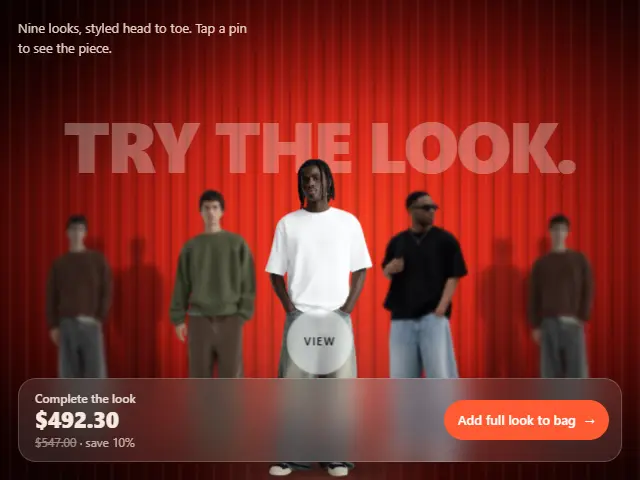 Nine looks, styled head to toe. Tap a pin
to see the piece.
TRY THE LOOK.
VIEW
Complete the look
$492.30
$547.00 · save 10%
Add full look to bag →